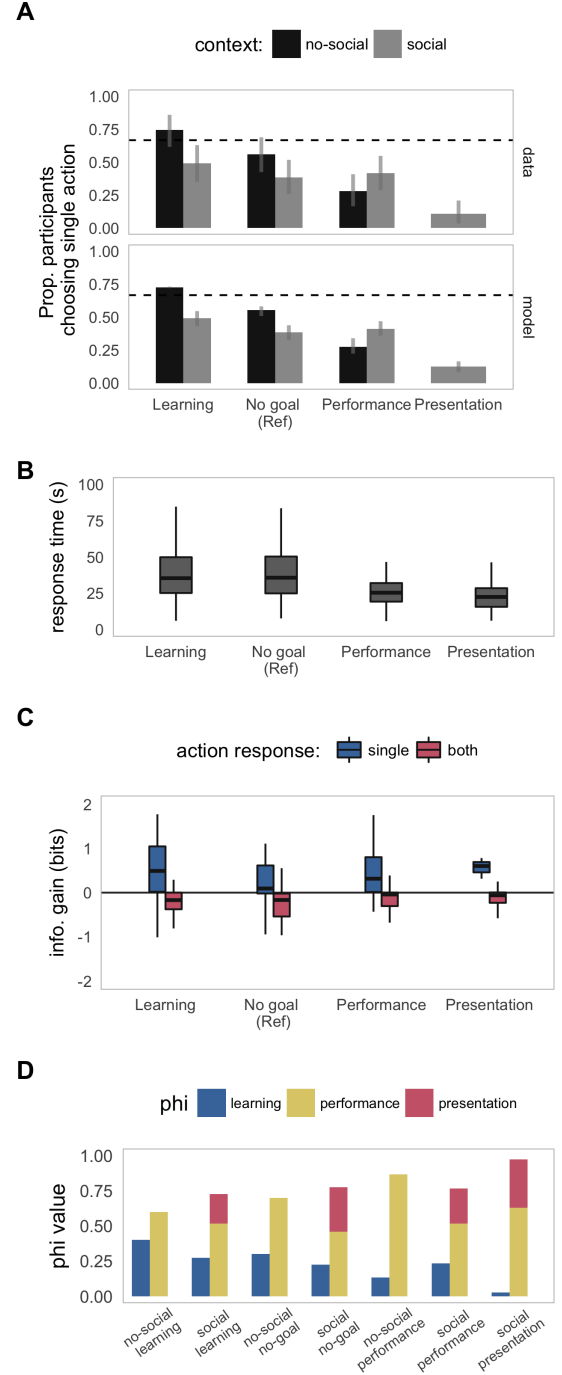 A
context: no-social social
Prop. participants
choosing single action
1.00
0.75
0.50
0.25
0.00
data
1.00
0.75
0.50
0.25
0.00
model
Learning No goal (Ref) Performance Presentation
B
response time (s)
100
75
50
25
0
Learning No goal (Ref) Performance Presentation
C
action response: single both
info. gain (bits)
2
1
0
-1
-2
Learning No goal (Ref) Performance Presentation
D
phi learning performance presentation
phi value
1.00
0.75
0.50
0.25
0.00
no-social learning
social learning
no-social no-goal
social no-goal
no-social performance
social performance
social presentation